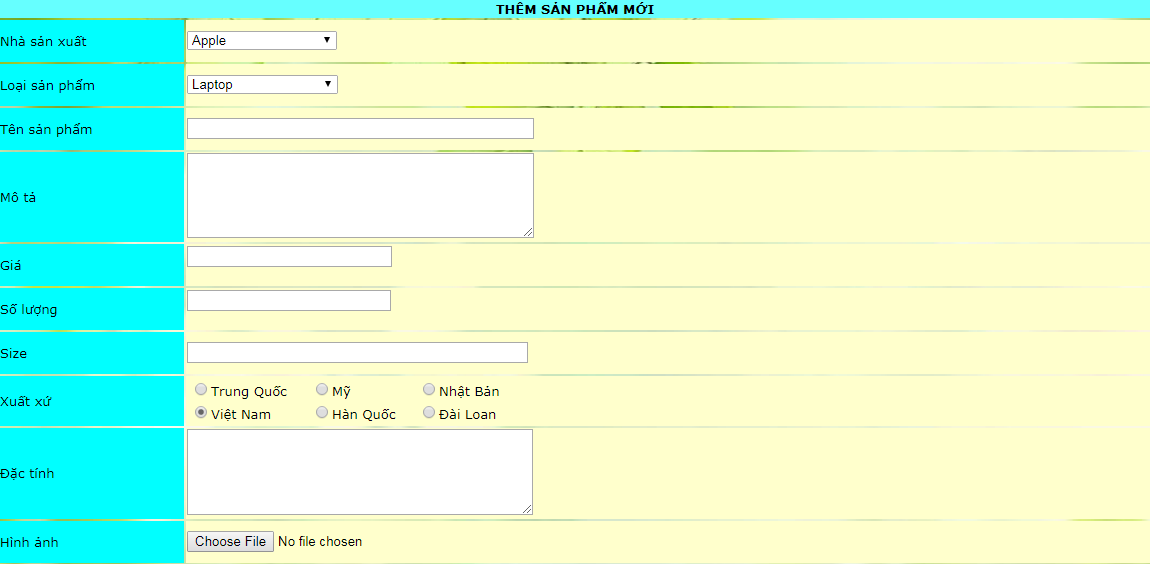 THÊM SẢN PHẨM MỚI
Nhà sản xuất Apple
Loại sản phẩm Laptop
Tên sản phẩm
Mô tả
Giá
Số lượng
Size
Xuất xứ
Trung Quốc Mỹ Nhật Bản
Việt Nam Hàn Quốc Đài Loan
Đặc tính
Hình ảnh Choose File No file chosen